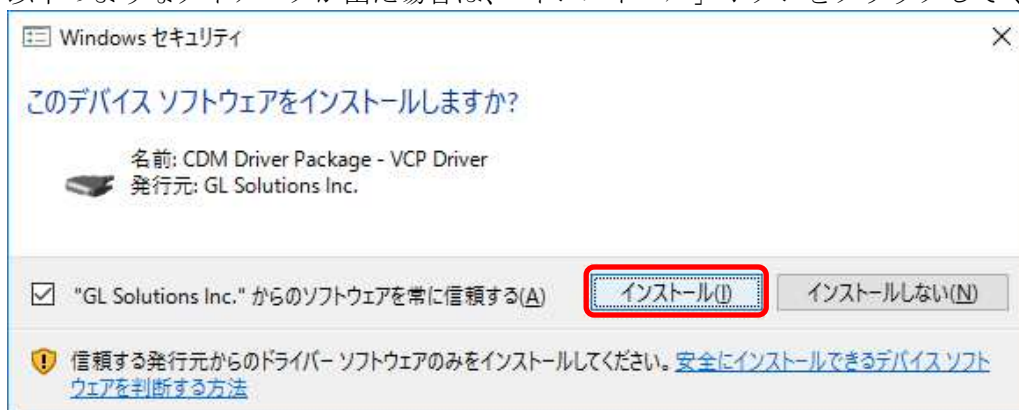 Windows セキュリティ
このデバイス ソフトウェアをインストールしますか?
名前: CDM Driver Package - VCP Driver
発行元: GL Solutions Inc.
"GL Solutions Inc." からのソフトウェアを常に信頼する(A) インストール(I) インストールしない(N)
信頼する発行元からのドライバー ソフトウェアのみをインストールしてください。安全にインストールできるデバイス ソフト
ウェアを判断する方法